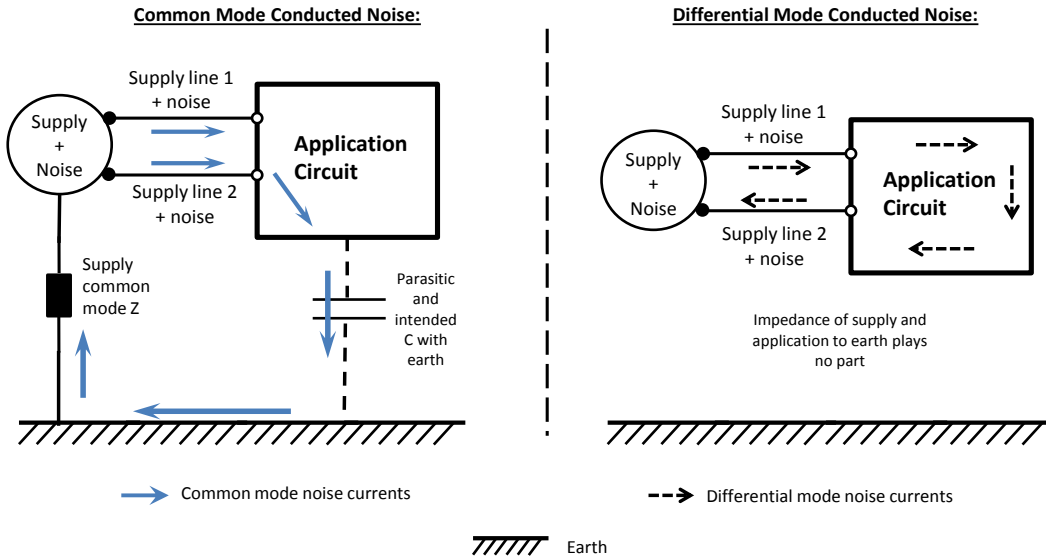 Common Mode Conducted Noise:
Supply line 1
+ noise
Supply
+
Noise
Application
Circuit
Supply line 2
+ noise
Supply
common
mode Z
Parasitic
and
intended
C with
earth
Differential Mode Conducted Noise:
Supply line 1
+ noise
Supply
+
Noise
Application
Circuit
Supply line 2
+ noise
Impedance of supply and
application to earth plays
no part
Common mode noise currents
Differential mode noise currents
Earth